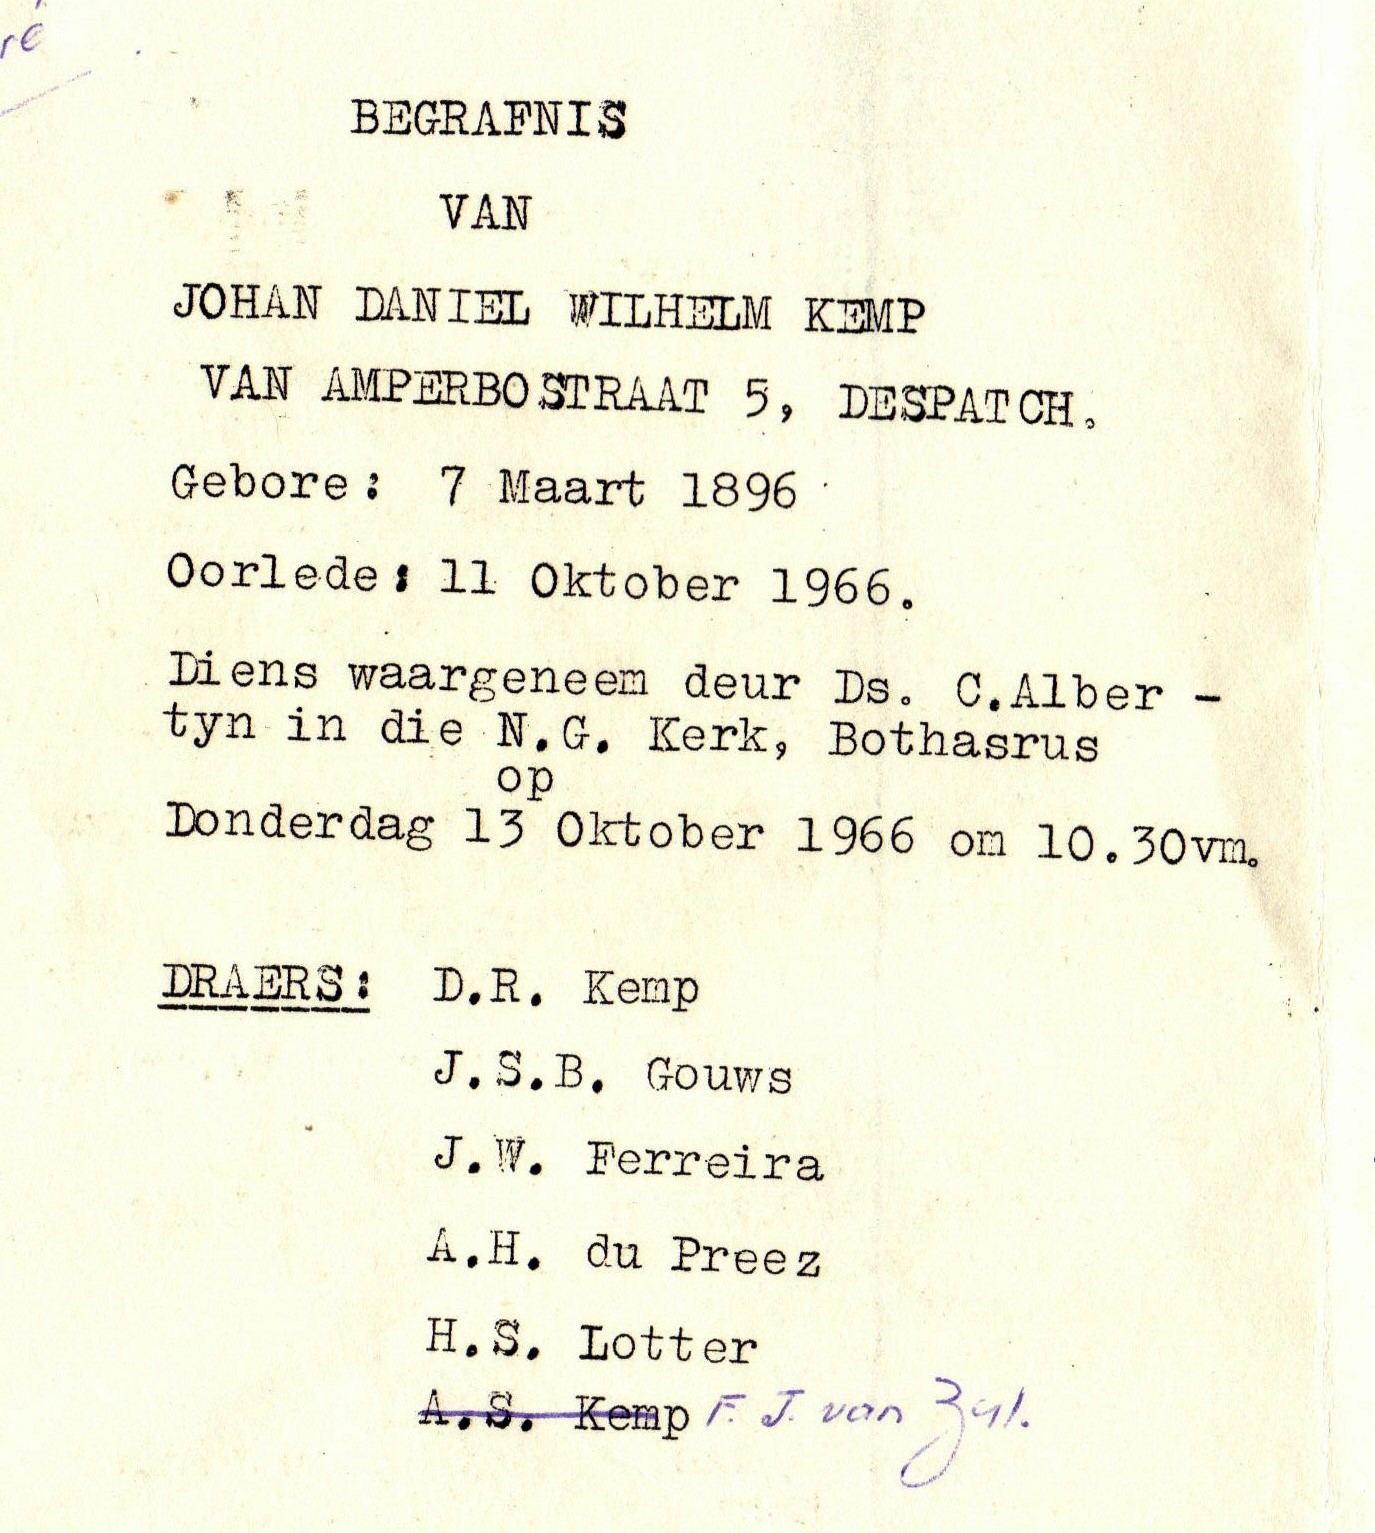 BEGRAFNIS
VAN
JOHAN DANIEL WILHELM KEMP
VAN AMPERBOSTRAAT 5, DESPATCH.
Gebore: 7 Maart 1896
Oorlede: 11 Oktober 1966.
Diens waargeneem deur Ds. C.Alber -
tyn in die N.G. Kerk, Bothasrus
op
Donderdag 13 Oktober 1966 om 10.30vm.
DRAERS: D.R. Kemp
J.S.B. Gouws
J.W. Ferreira
A.H. du Preez
H.S. Lotter
A.S. Kemp F. J. van Zyl.